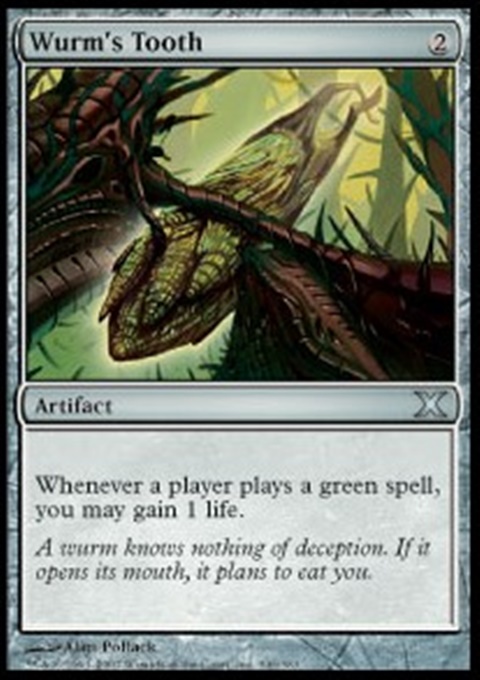 Wurm's Tooth
2
Artifact
Whenever a player plays a green spell,
you may gain 1 life.
A wurm knows nothing of deception. If it
opens its mouth, it plans to eat you.
Alan Pollack